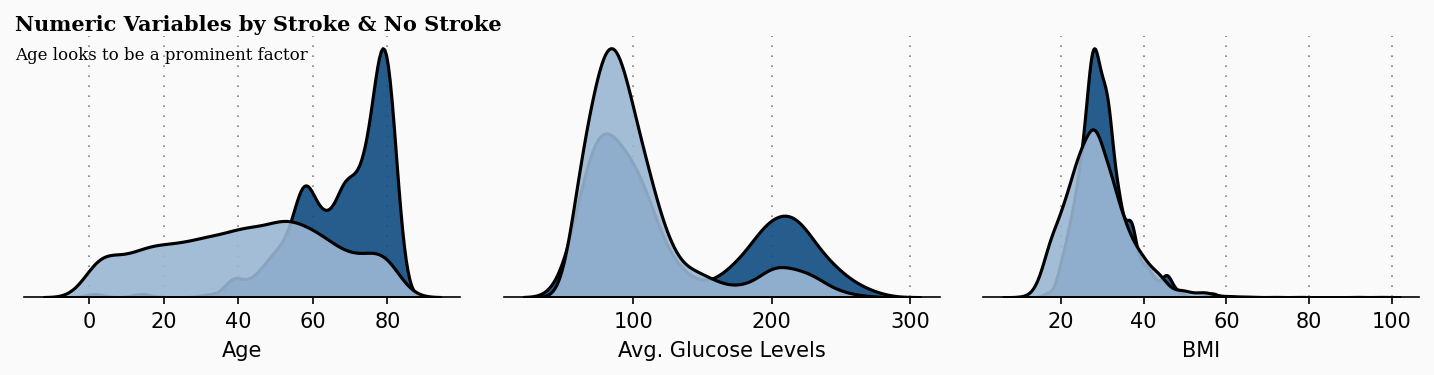 Numeric Variables by Stroke & No Stroke
Age looks to be a prominent factor
0 20 40 60 80
Age
100 200 300
Avg. Glucose Levels
20 40 60 80 100
BMI